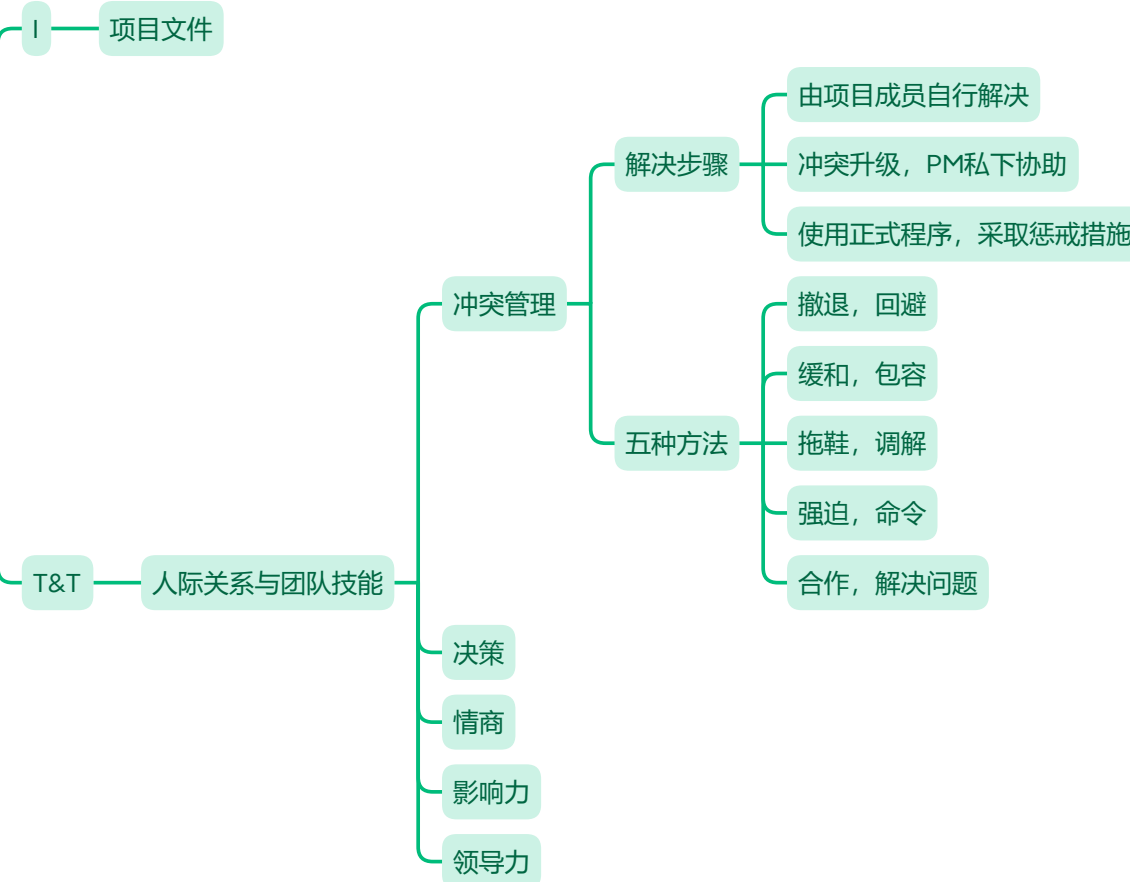 I
项目文件
由项目成员自行解决
解决步骤
冲突升级，PM私下协助
使用正式程序，采取惩戒措施
冲突管理
撤退，回避
缓和，包容
五种方法
拖鞋，调解
强迫，命令
合作，解决问题
T&T
人际关系与团队技能
决策
情商
影响力
领导力